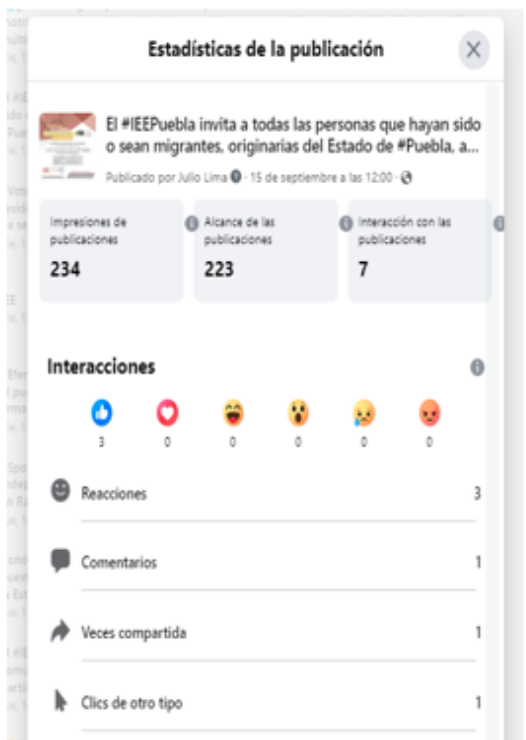 Estadísticas de la publicación
El #IEEPuebla invita a todas las personas que hayan sido
o sean migrantes, originarias del Estado de #Puebla, a...
Publicado por Julio Lima · 15 de septiembre a las 12:00 ·
Impresiones de
publicaciones
234
Alcance de las
publicaciones
223
Interacción con las
publicaciones
7
Interacciones
3 0 0 0 0 0
Reacciones 3
Comentarios 1
Veces compartida 1
Clics de otro tipo 1